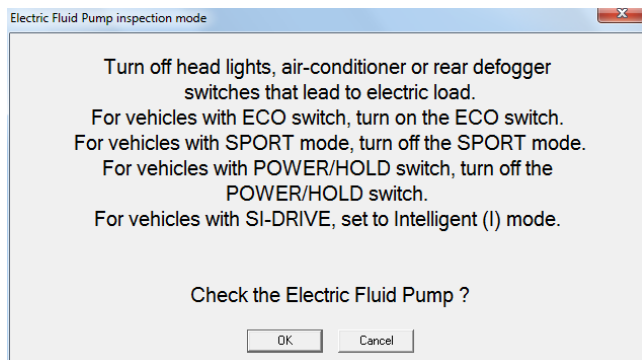 Electric Fluid Pump inspection mode
Turn off head lights, air-conditioner or rear defogger
switches that lead to electric load.
For vehicles with ECO switch, turn on the ECO switch.
For vehicles with SPORT mode, turn off the SPORT mode.
For vehicles with POWER/HOLD switch, turn off the
POWER/HOLD switch.
For vehicles with SI-DRIVE, set to Intelligent (I) mode.
Check the Electric Fluid Pump ?
OK Cancel